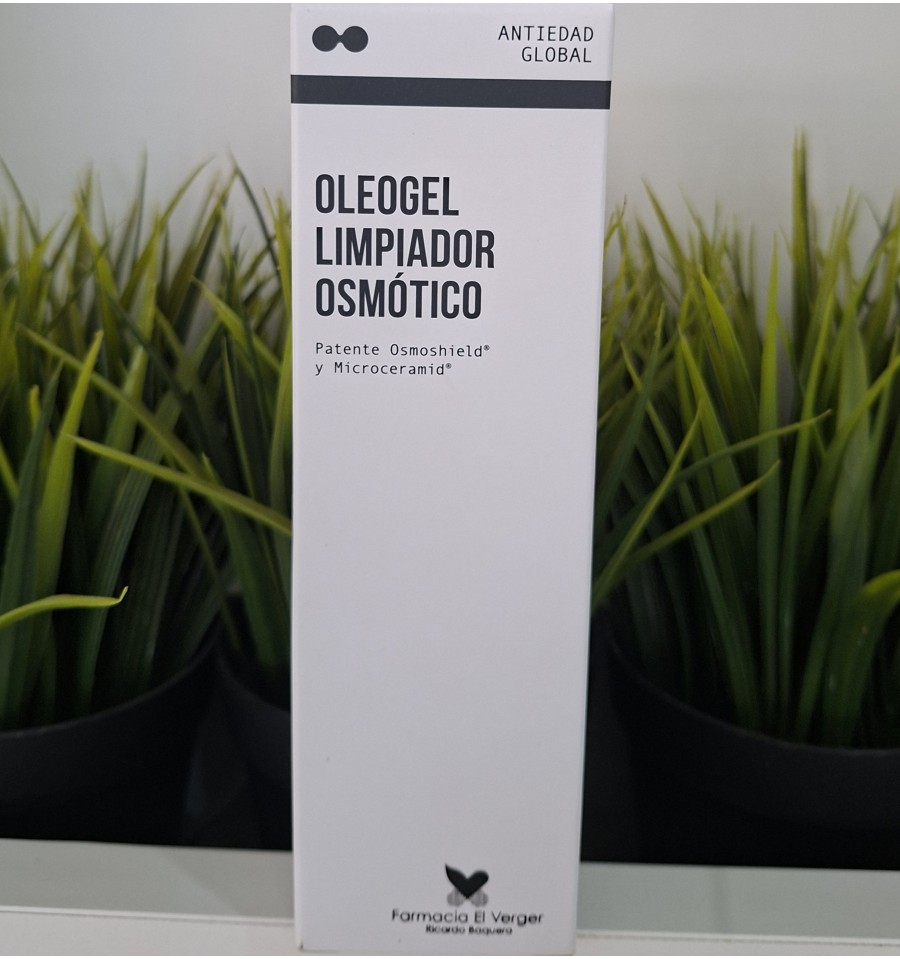 ANTIEDAD
GLOBAL
OLEOGEL
LIMPIADOR
OSMÓTICO
Patente Osmoshield®
y Microceramid®
Farmacia El Verger
Ricardo Baquero